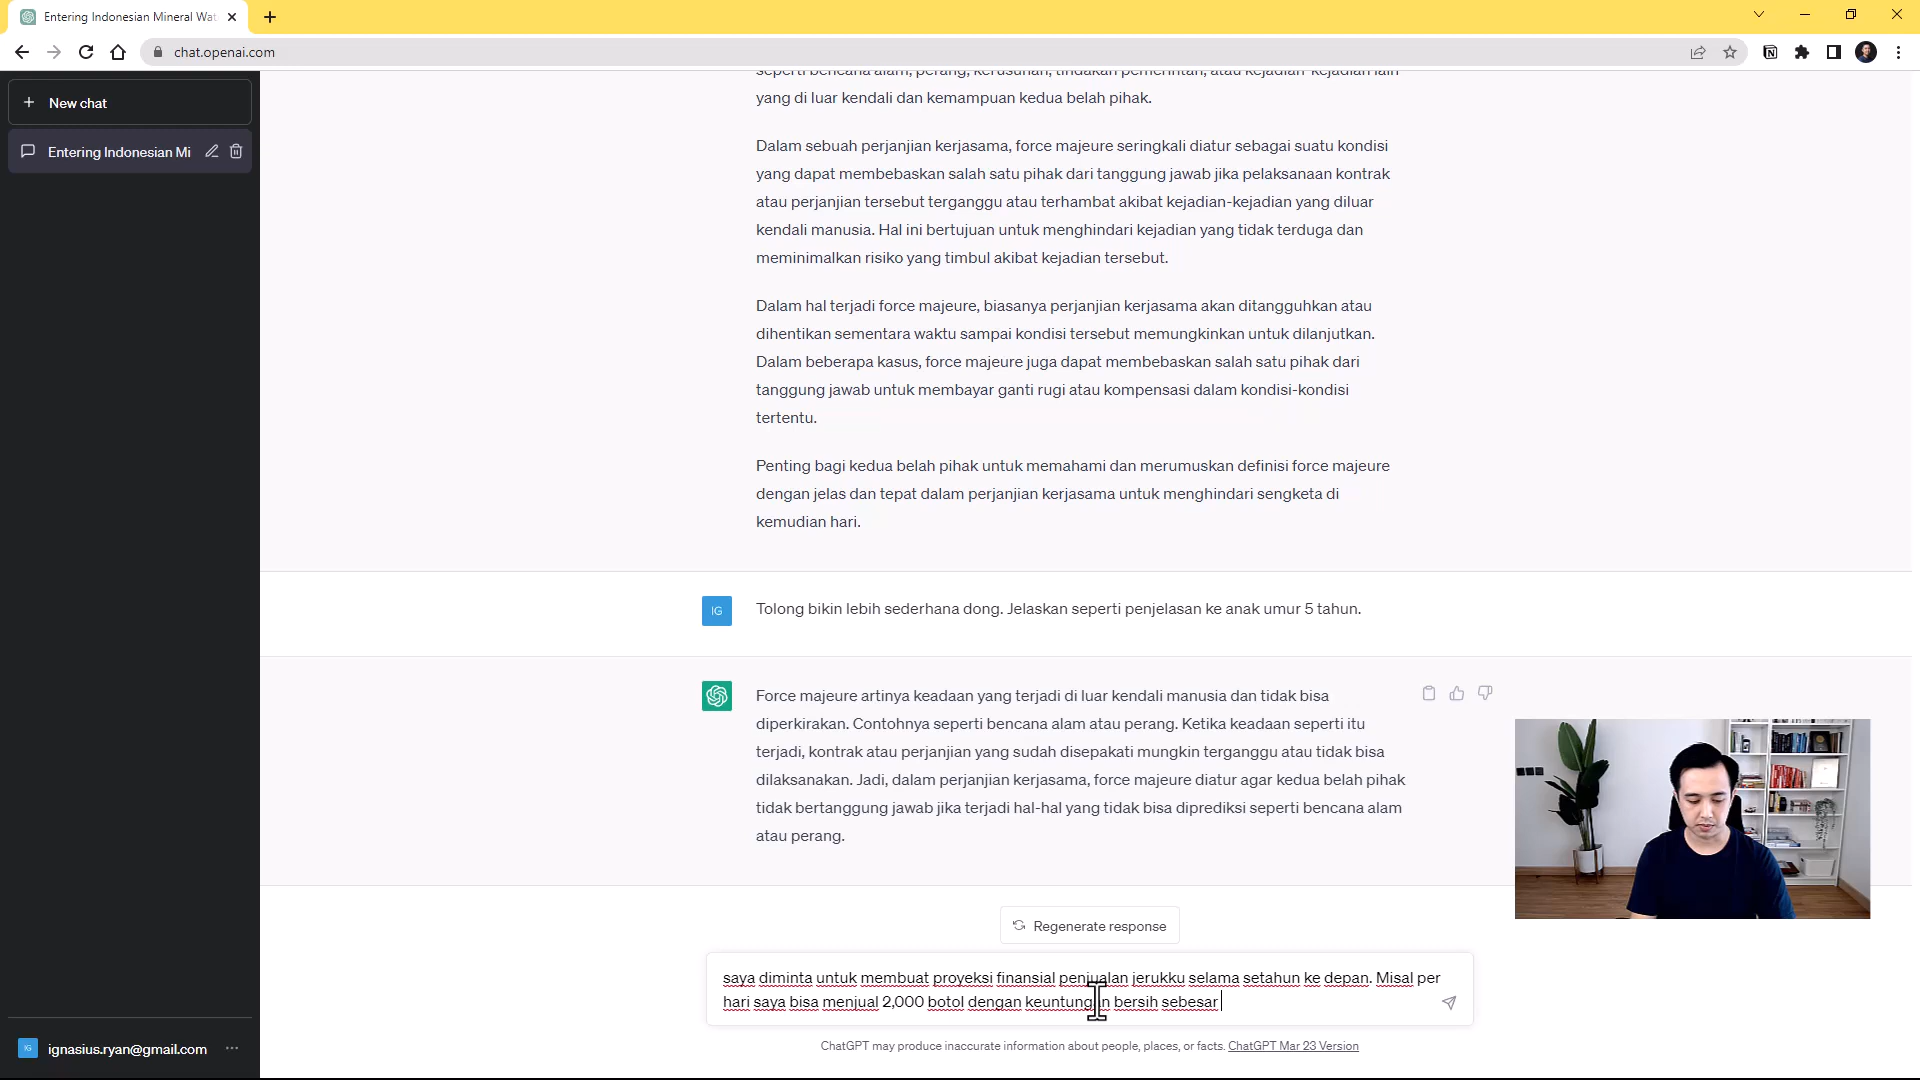 Entering Indonesian Mineral Wat
chat.openai.com
New chat
Entering Indonesian Mi
seperti bencana alam, perang, kerusuhan, tindakan pemerintah, atau kejadian-kejadian lain
yang di luar kendali dan kemampuan kedua belah pihak.
Dalam sebuah perjanjian kerjasama, force majeure seringkali diatur sebagai suatu kondisi
yang dapat membebaskan salah satu pihak dari tanggung jawab jika pelaksanaan kontrak
atau perjanjian tersebut terganggu atau terhambat akibat kejadian-kejadian yang diluar
kendali manusia. Hal ini bertujuan untuk menghindari kejadian yang tidak terduga dan
meminimalkan risiko yang timbul akibat kejadian tersebut.
Dalam hal terjadi force majeure, biasanya perjanjian kerjasama akan ditangguhkan atau
dihentikan sementara waktu sampai kondisi tersebut memungkinkan untuk dilanjutkan.
Dalam beberapa kasus, force majeure juga dapat membebaskan salah satu pihak dari
tanggung jawab untuk membayar ganti rugi atau kompensasi dalam kondisi-kondisi
tertentu.
Penting bagi kedua belah pihak untuk memahami dan merumuskan definisi force majeure
dengan jelas dan tepat dalam perjanjian kerjasama untuk menghindari sengketa di
kemudian hari.
IG
Tolong bikin lebih sederhana dong. Jelaskan seperti penjelasan ke anak umur 5 tahun.
Force majeure artinya keadaan yang terjadi di luar kendali manusia dan tidak bisa
diperkirakan. Contohnya seperti bencana alam atau perang. Ketika keadaan seperti itu
terjadi, kontrak atau perjanjian yang sudah disepakati mungkin terganggu atau tidak bisa
dilaksanakan. Jadi, dalam perjanjian kerjasama, force majeure diatur agar kedua belah pihak
tidak bertanggung jawab jika terjadi hal-hal yang tidak bisa diprediksi seperti bencana alam
atau perang.
Regenerate response
saya diminta untuk membuat proyeksi finansial penjualan jerukku selama setahun ke depan. Misal per
hari saya bisa menjual 2,000 botol dengan keuntungan bersih sebesar
ChatGPT may produce inaccurate information about people, places, or facts. ChatGPT Mar 23 Version
IG
ignasius.ryan@gmail.com